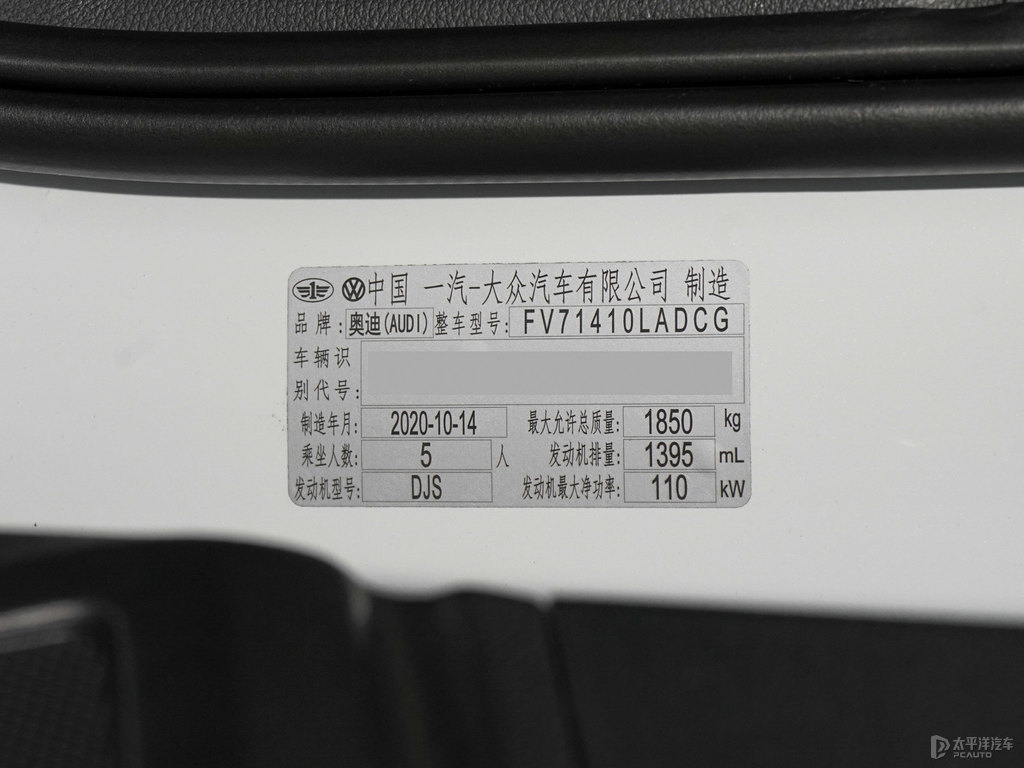 中国 一汽-大众汽车有限公司 制造
品牌: 奥迪(AUDI) 整车型号: FV71410LADCG
车辆识
别代号:
制造年月: 2020-10-14 最大允许总质量: 1850 kg
乘坐人数: 5 人 发动机排量: 1395 mL
发动机型号: DJS 发动机最大净功率: 110 kW
太平洋汽车
PCAUTO